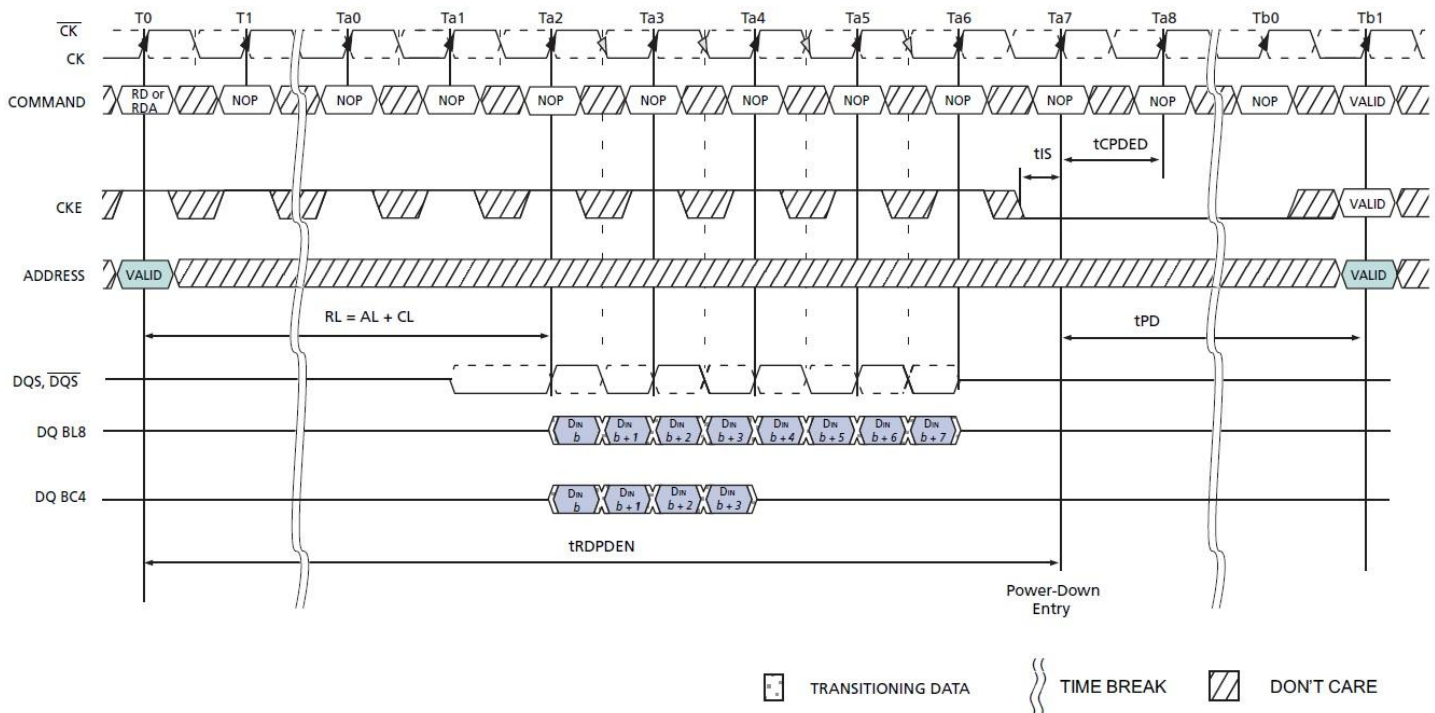 T0 T1 Ta0 Ta1 Ta2 Ta3 Ta4 Ta5 Ta6 Ta7 Ta8 Tb0 Tb1
CK
CK
COMMAND RD or RDA NOP NOP NOP NOP NOP NOP NOP NOP NOP NOP NOP VALID
tIS tCPDED
CKE VALID
ADDRESS VALID VALID
RL = AL + CL tPD
DQS, DQS
DQ BL8 DIN b DIN b + 1 DIN b + 2 DIN b + 3 DIN b + 4 DIN b + 5 DIN b + 6 DIN b + 7
DQ BC4 DIN b DIN b + 1 DIN b + 2 DIN b + 3
tRDPDEN
Power-Down
Entry
TRANSITIONING DATA TIME BREAK DON'T CARE